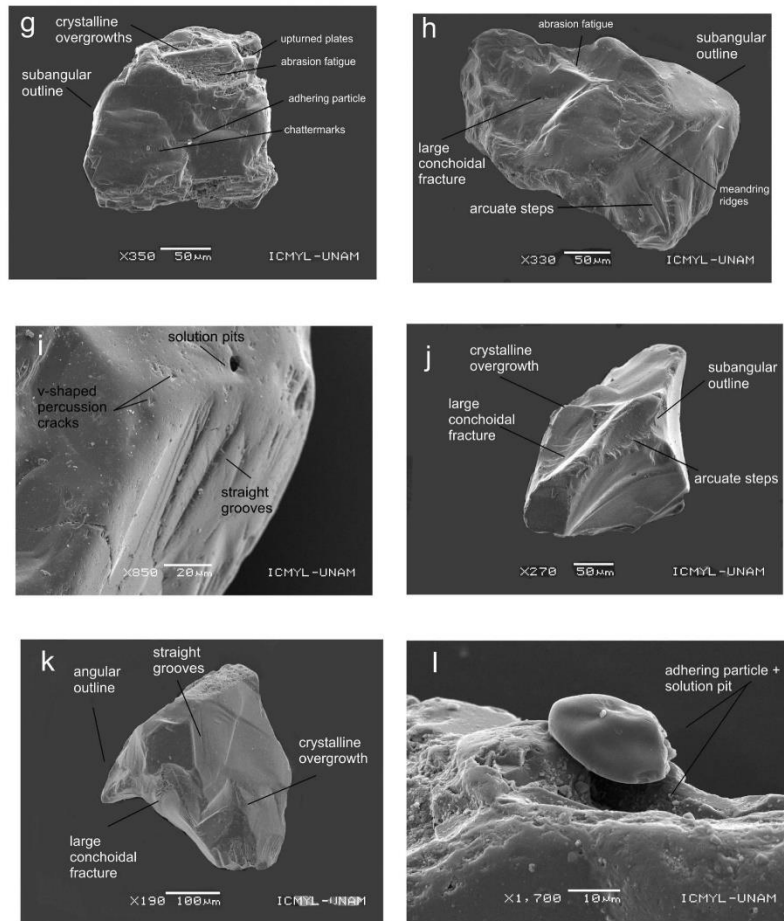 g
crystalline
overgrowths
upturned plates
abrasion fatigue
subangular
outline
adhering particle
chattermarks
X350 50µm ICMYL-UNAM
h
abrasion fatigue
subangular
outline
large
conchoidal
fracture
meandring
ridges
arcuate steps
X330 50µm ICMYL-UNAM
i
solution pits
v-shaped
percussion
cracks
straight
grooves
X850 20µm ICMYL-UNAM
j
crystalline
overgrowth
subangular
outline
large
conchoidal
fracture
arcuate steps
X270 50µm ICMYL-UNAM
k
straight
grooves
angular
outline
crystalline
overgrowth
large
conchoidal
fracture
X190 100µm ICMYL-UNAM
l
adhering particle +
solution pit
X1,700 10µm ICMYL-UNAM